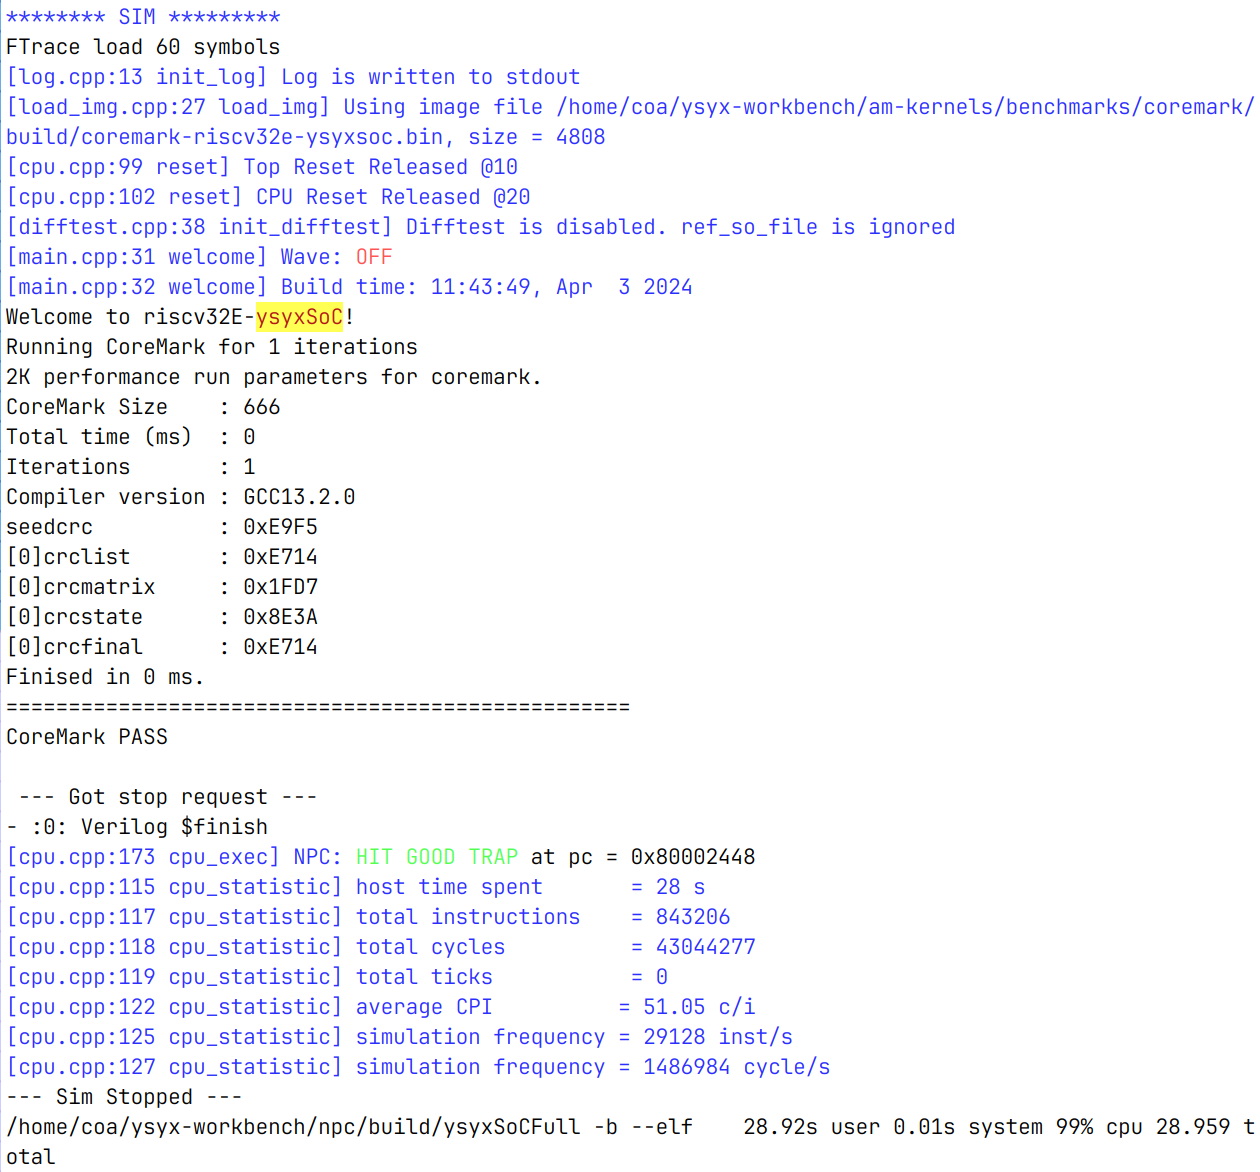 ******** SIM *********
FTrace load 60 symbols
[log.cpp:13 init_log] Log is written to stdout
[load_img.cpp:27 load_img] Using image file /home/coa/ysyx-workbench/am-kernels/benchmarks/coremark/
build/coremark-riscv32e-ysyxsoc.bin, size = 4808
[cpu.cpp:99 reset] Top Reset Released @10
[cpu.cpp:102 reset] CPU Reset Released @20
[difftest.cpp:38 init_difftest] Difftest is disabled. ref_so_file is ignored
[main.cpp:31 welcome] Wave: OFF
[main.cpp:32 welcome] Build time: 11:43:49, Apr  3 2024
Welcome to riscv32E-ysyxSoC!
Running CoreMark for 1 iterations
2K performance run parameters for coremark.
CoreMark Size    : 666
Total time (ms)  : 0
Iterations       : 1
Compiler version : GCC13.2.0
seedcrc          : 0xE9F5
[0]crclist       : 0xE714
[0]crcmatrix     : 0x1FD7
[0]crcstate      : 0x8E3A
[0]crcfinal      : 0xE714
Finised in 0 ms.
==================================================
CoreMark PASS
 --- Got stop request ---
- :0: Verilog $finish
[cpu.cpp:173 cpu_exec] NPC: HIT GOOD TRAP at pc = 0x80002448
[cpu.cpp:115 cpu_statistic] host time spent       = 28 s
[cpu.cpp:117 cpu_statistic] total instructions    = 843206
[cpu.cpp:118 cpu_statistic] total cycles          = 43044277
[cpu.cpp:119 cpu_statistic] total ticks           = 0
[cpu.cpp:122 cpu_statistic] average CPI          = 51.05 c/i
[cpu.cpp:125 cpu_statistic] simulation frequency = 29128 inst/s
[cpu.cpp:127 cpu_statistic] simulation frequency = 1486984 cycle/s
--- Sim Stopped ---
/home/coa/ysyx-workbench/npc/build/ysyxSoCFull -b --elf    28.92s user 0.01s system 99% cpu 28.959 t
otal